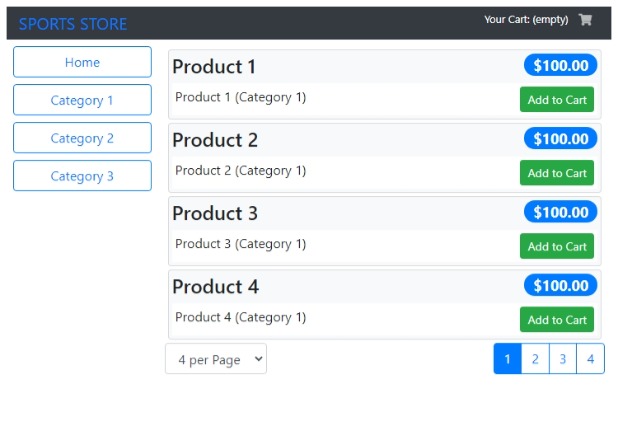 SPORTS STORE
Your Cart: (empty)
Home
Category 1
Category 2
Category 3
Product 1
$100.00
Product 1 (Category 1)
Add to Cart
Product 2
$100.00
Product 2 (Category 1)
Add to Cart
Product 3
$100.00
Product 3 (Category 1)
Add to Cart
Product 4
$100.00
Product 4 (Category 1)
Add to Cart
4 per Page
1 2 3 4